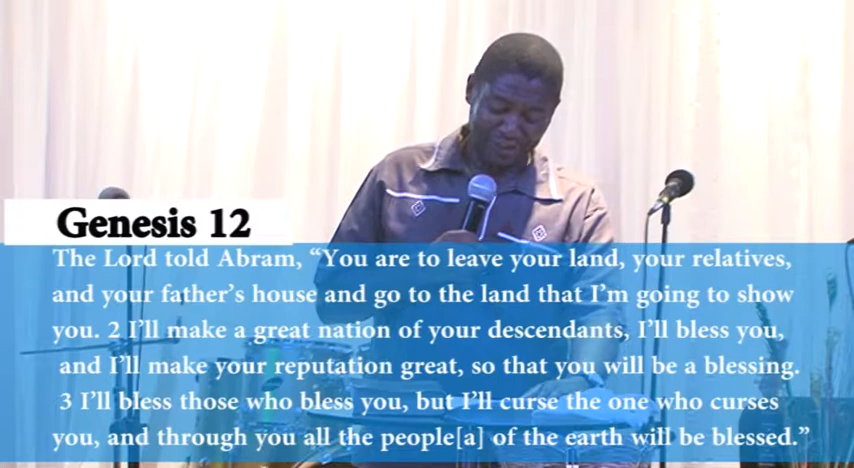 Genesis 12
The Lord told Abram, “You are to leave your land, your relatives,
and your father’s house and go to the land that I’m going to show
you. 2 I’ll make a great nation of your descendants, I’ll bless you,
and I’ll make your reputation great, so that you will be a blessing.
3 I’ll bless those who bless you, but I’ll curse the one who curses
you, and through you all the people[a] of the earth will be blessed.”